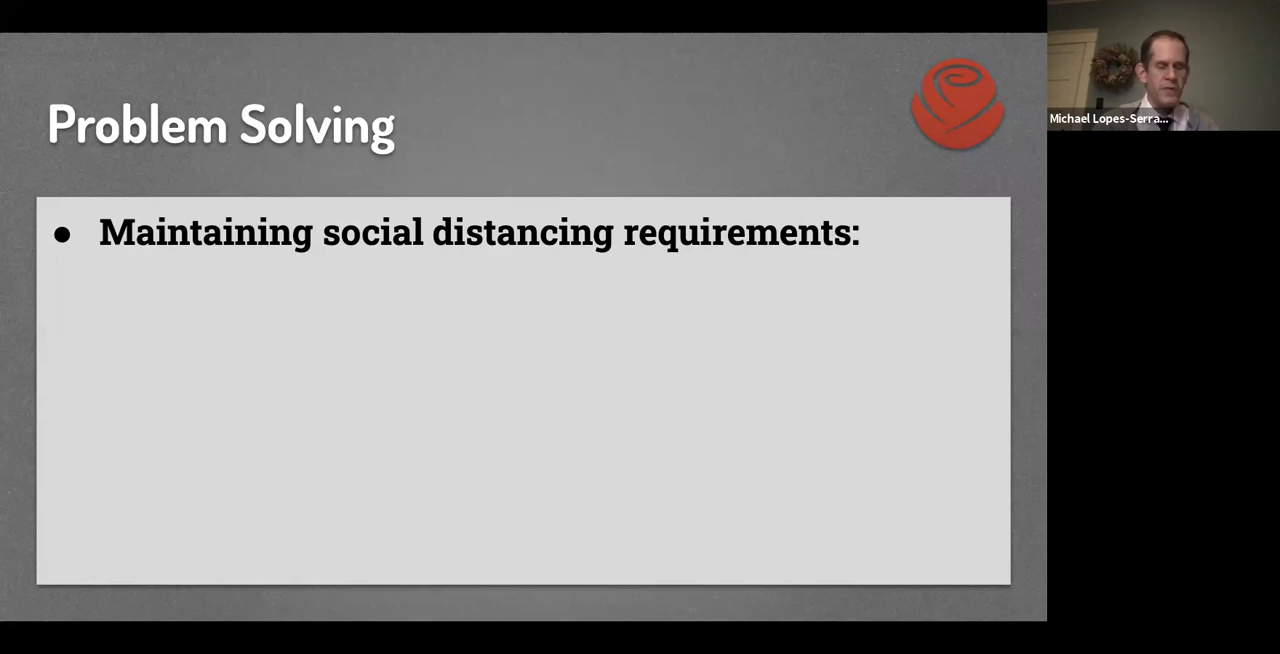 Problem Solving
Michael Lopes-Serra...
● Maintaining social distancing requirements: